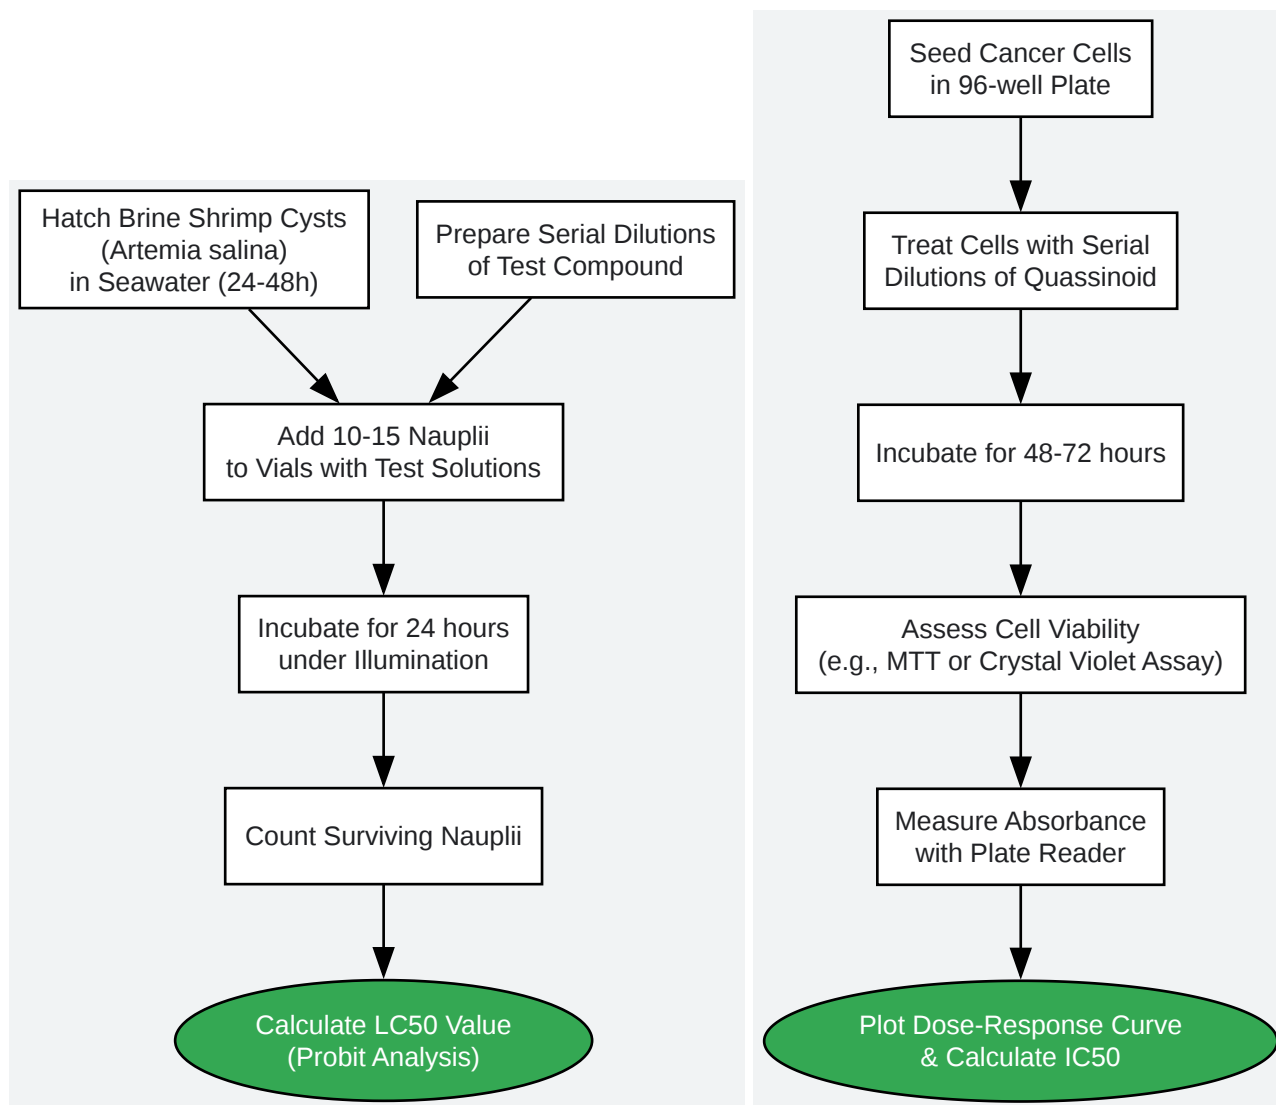 Hatch Brine Shrimp Cysts
(Artemia salina)
in Seawater (24-48h)
Prepare Serial Dilutions
of Test Compound
Add 10-15 Nauplii
to Vials with Test Solutions
Incubate for 24 hours
under Illumination
Count Surviving Nauplii
Calculate LC50 Value
(Probit Analysis)
Seed Cancer Cells
in 96-well Plate
Treat Cells with Serial
Dilutions of Quassinoid
Incubate for 48-72 hours
Assess Cell Viability
(e.g., MTT or Crystal Violet Assay)
Measure Absorbance
with Plate Reader
Plot Dose-Response Curve
& Calculate IC50